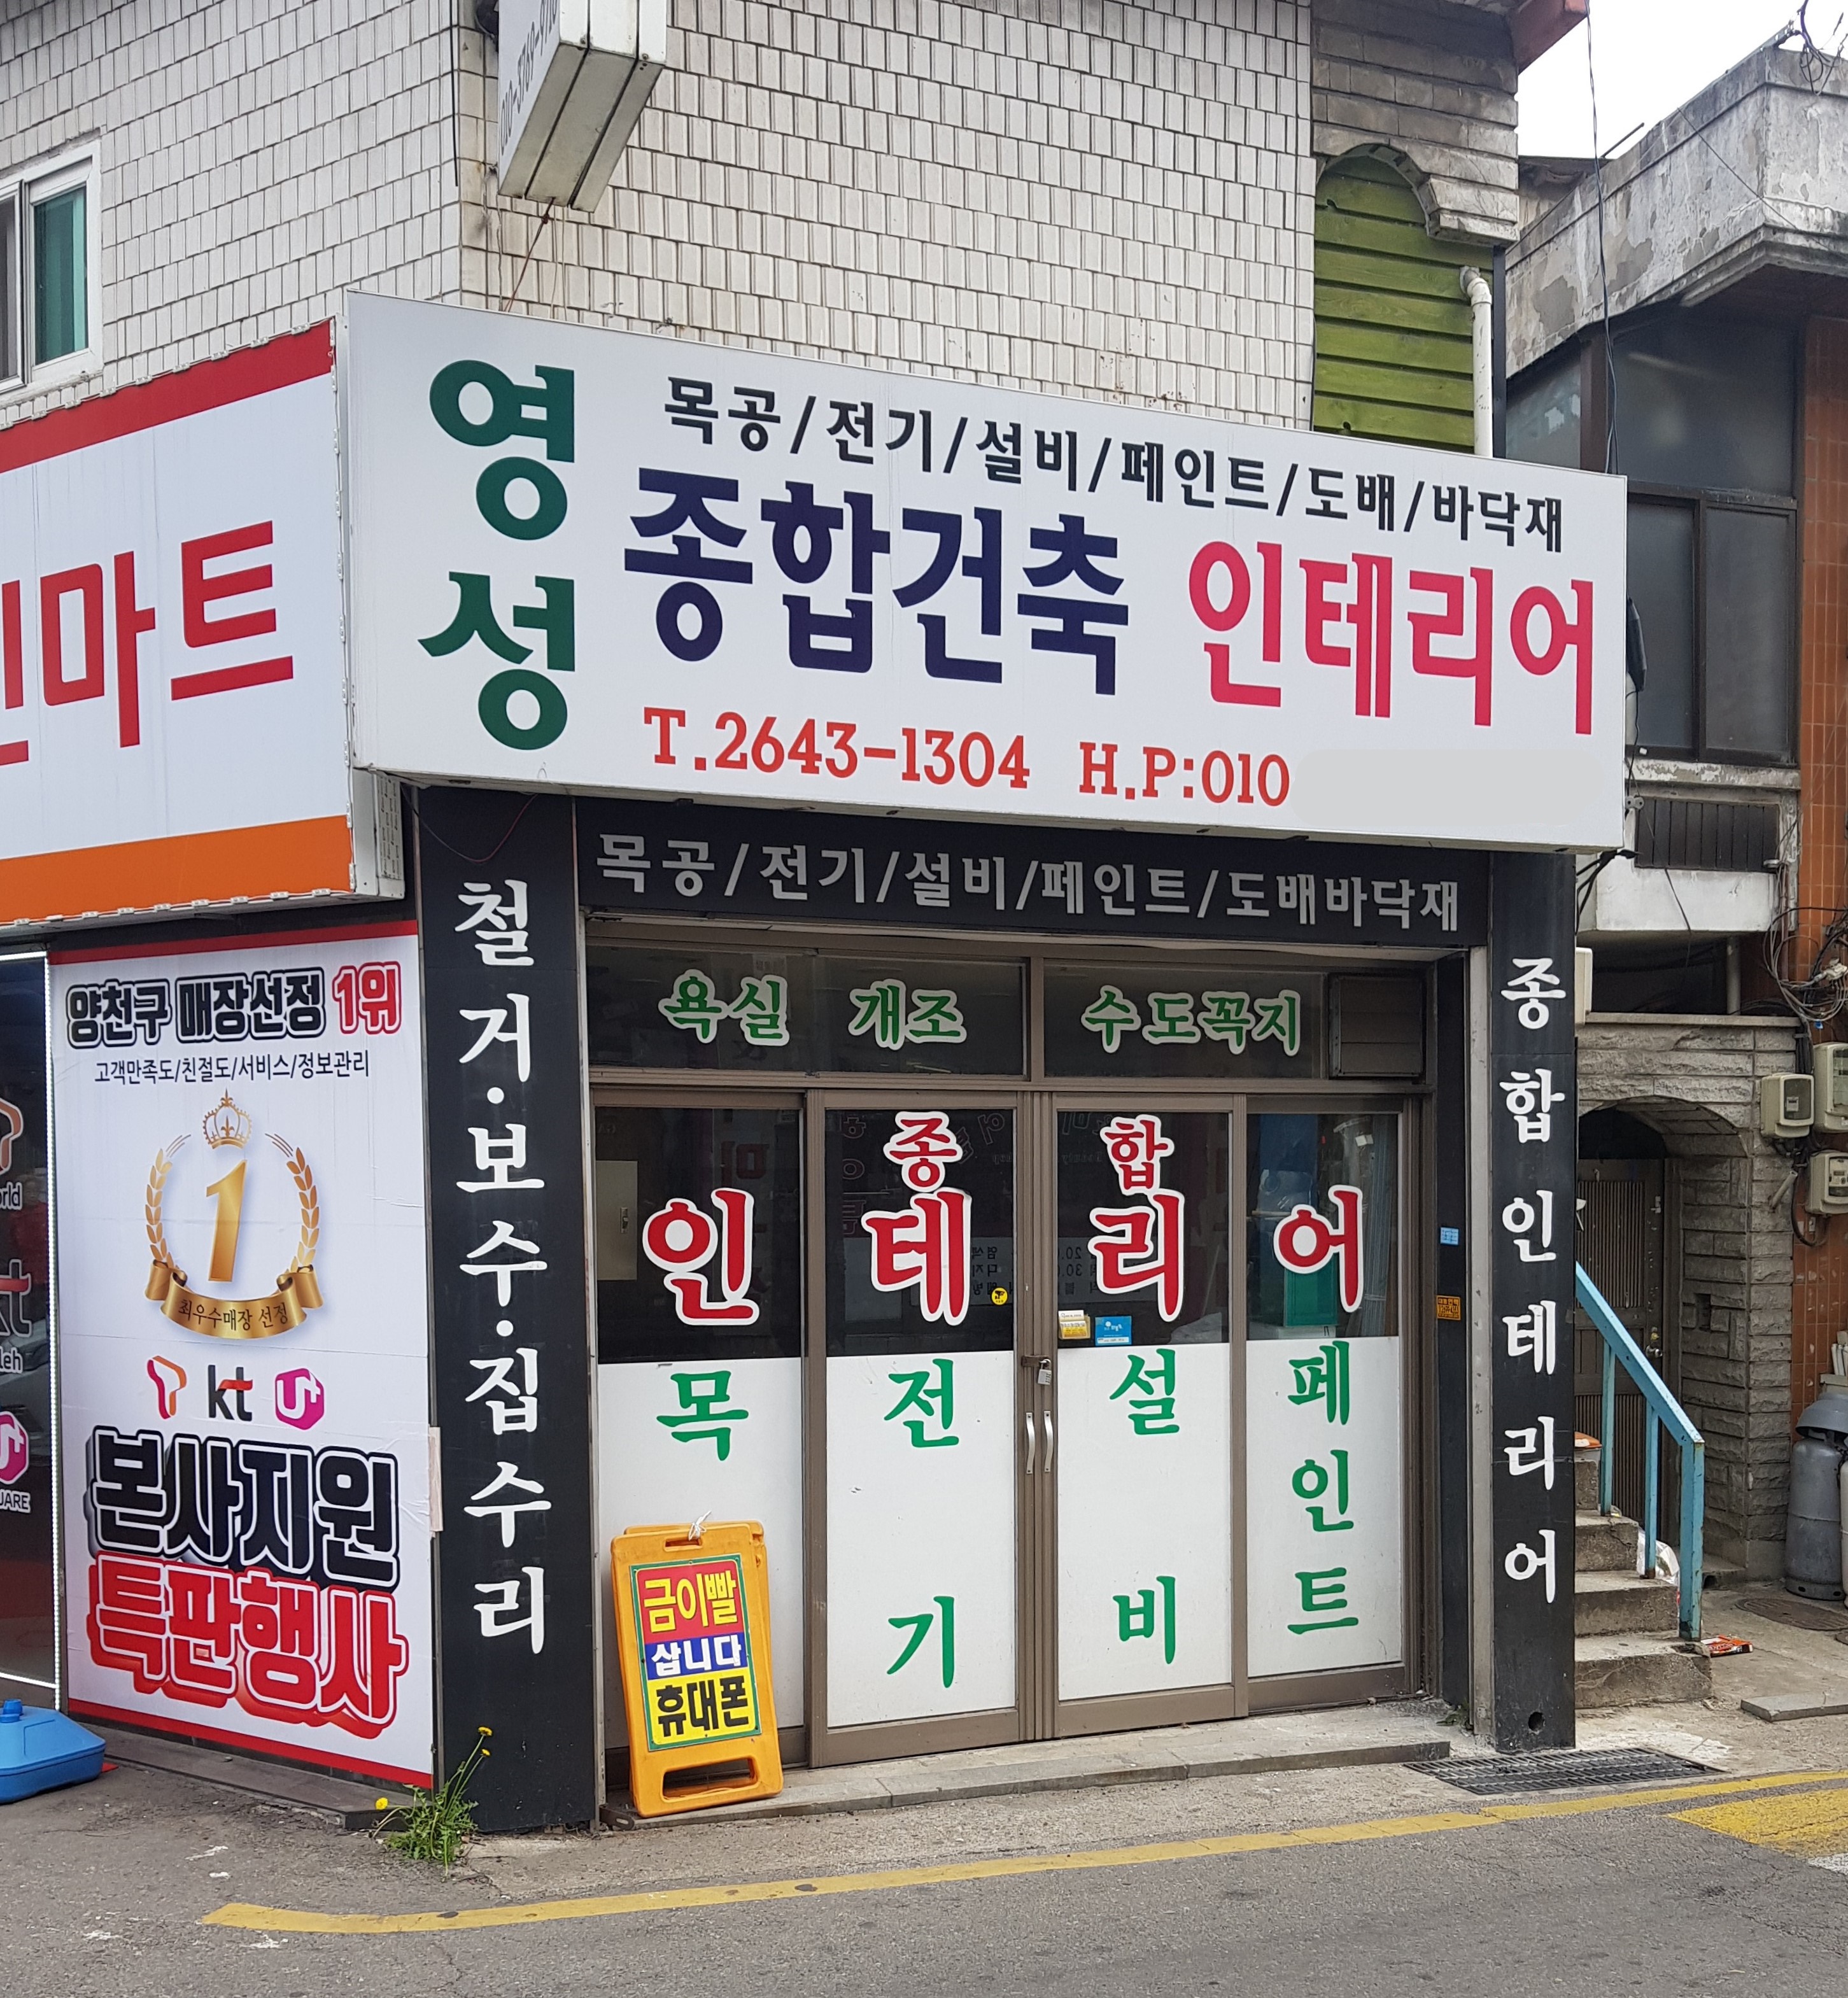 영성
목공/전기/설비/페인트/도배/바닥재
종합건축 인테리어
T.2643-1304 H.P:010
목공/전기/설비/페인트/도배바닥재
철거·보수·집수리
욕실 개조 수도꼭지
종합
인테리어
목
전기
설비
페인트
종합인테리어
금이빨
삽니다
휴대폰
마트
양천구 매장선정 1위
고객만족도/친절도/서비스/정보관리
1
최우수매장 선정
kt U+
본사지원
특판행사